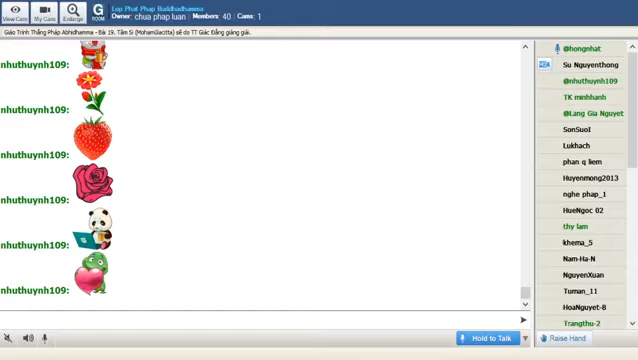 View Cam
My Cam
Enlarge
G
ROOM
Lop Phat Phap Buddhadhamma
Owner: chua phap luan Members: 40 Cams: 1
Giáo Trình Thắng Pháp Abhidhamma - Bài 19. Tâm Si (Mohamūlacitta) do TT Giác Đẳng giảng giải.
nhuthuynh109:
nhuthuynh109:
nhuthuynh109:
nhuthuynh109:
nhuthuynh109:
nhuthuynh109:
@hongnhat
Su Nguyenthong
@nhuthuynh109
TK minhhanh
@Lang Gia Nguyet
SonSuoI
Lukhach
phan q liem
Huyenmong2013
nghe phap_1
HueNgoc 02
thy lam
khema_5
Nam-Ha-N
NguyenXuan
Tuman_11
HoaNguyet-8
Trangthu-2
Hold to Talk
Raise Hand